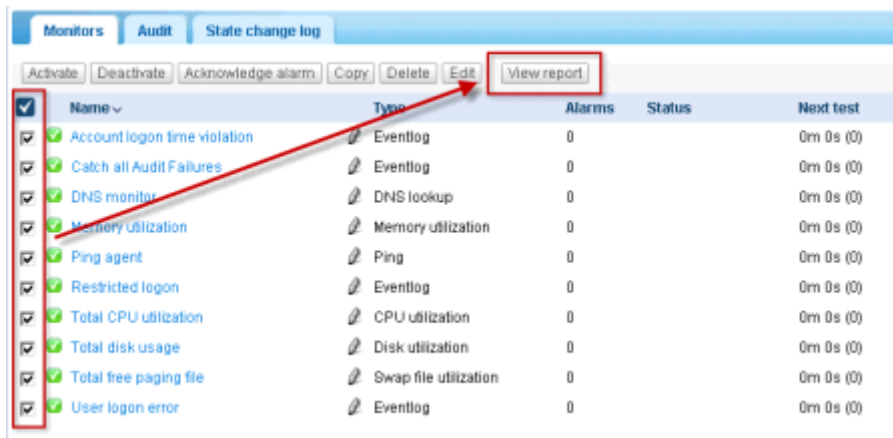 Monitors Audit State change log
Activate Deactivate Acknowledge alarm Copy Delete Edit View report
Name Type Alarms Status Next test
Account logon time violation Eventlog 0 0m 0s (0)
Catch all Audit Failures Eventlog 0 0m 0s (0)
DNS monitor DNS lookup 0 0m 0s (0)
Memory utilization Memory utilization 0 0m 0s (0)
Ping agent Ping 0 0m 0s (0)
Restricted logon Eventlog 0 0m 0s (0)
Total CPU utilization CPU utilization 0 0m 0s (0)
Total disk usage Disk utilization 0 0m 0s (0)
Total free paging file Swap file utilization 0 0m 0s (0)
User logon error Eventlog 0 0m 0s (0)